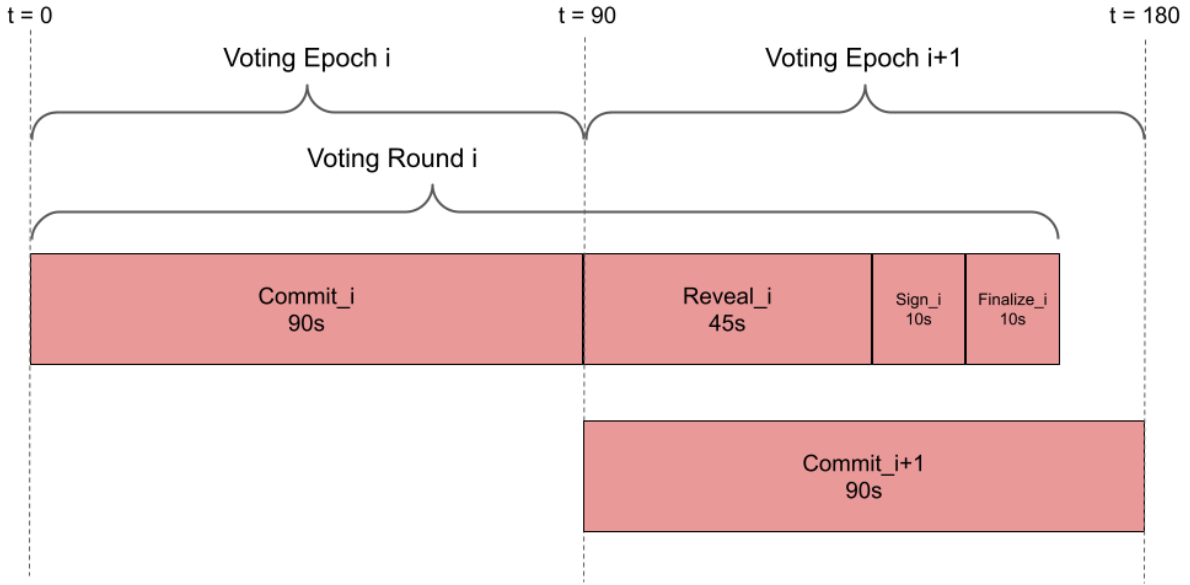 t = 0
t = 90
t = 180
Voting Epoch i
Voting Epoch i+1
Voting Round i
Commit_i
90s
Reveal_i
45s
Sign_i
10s
Finalize_i
10s
Commit_i+1
90s